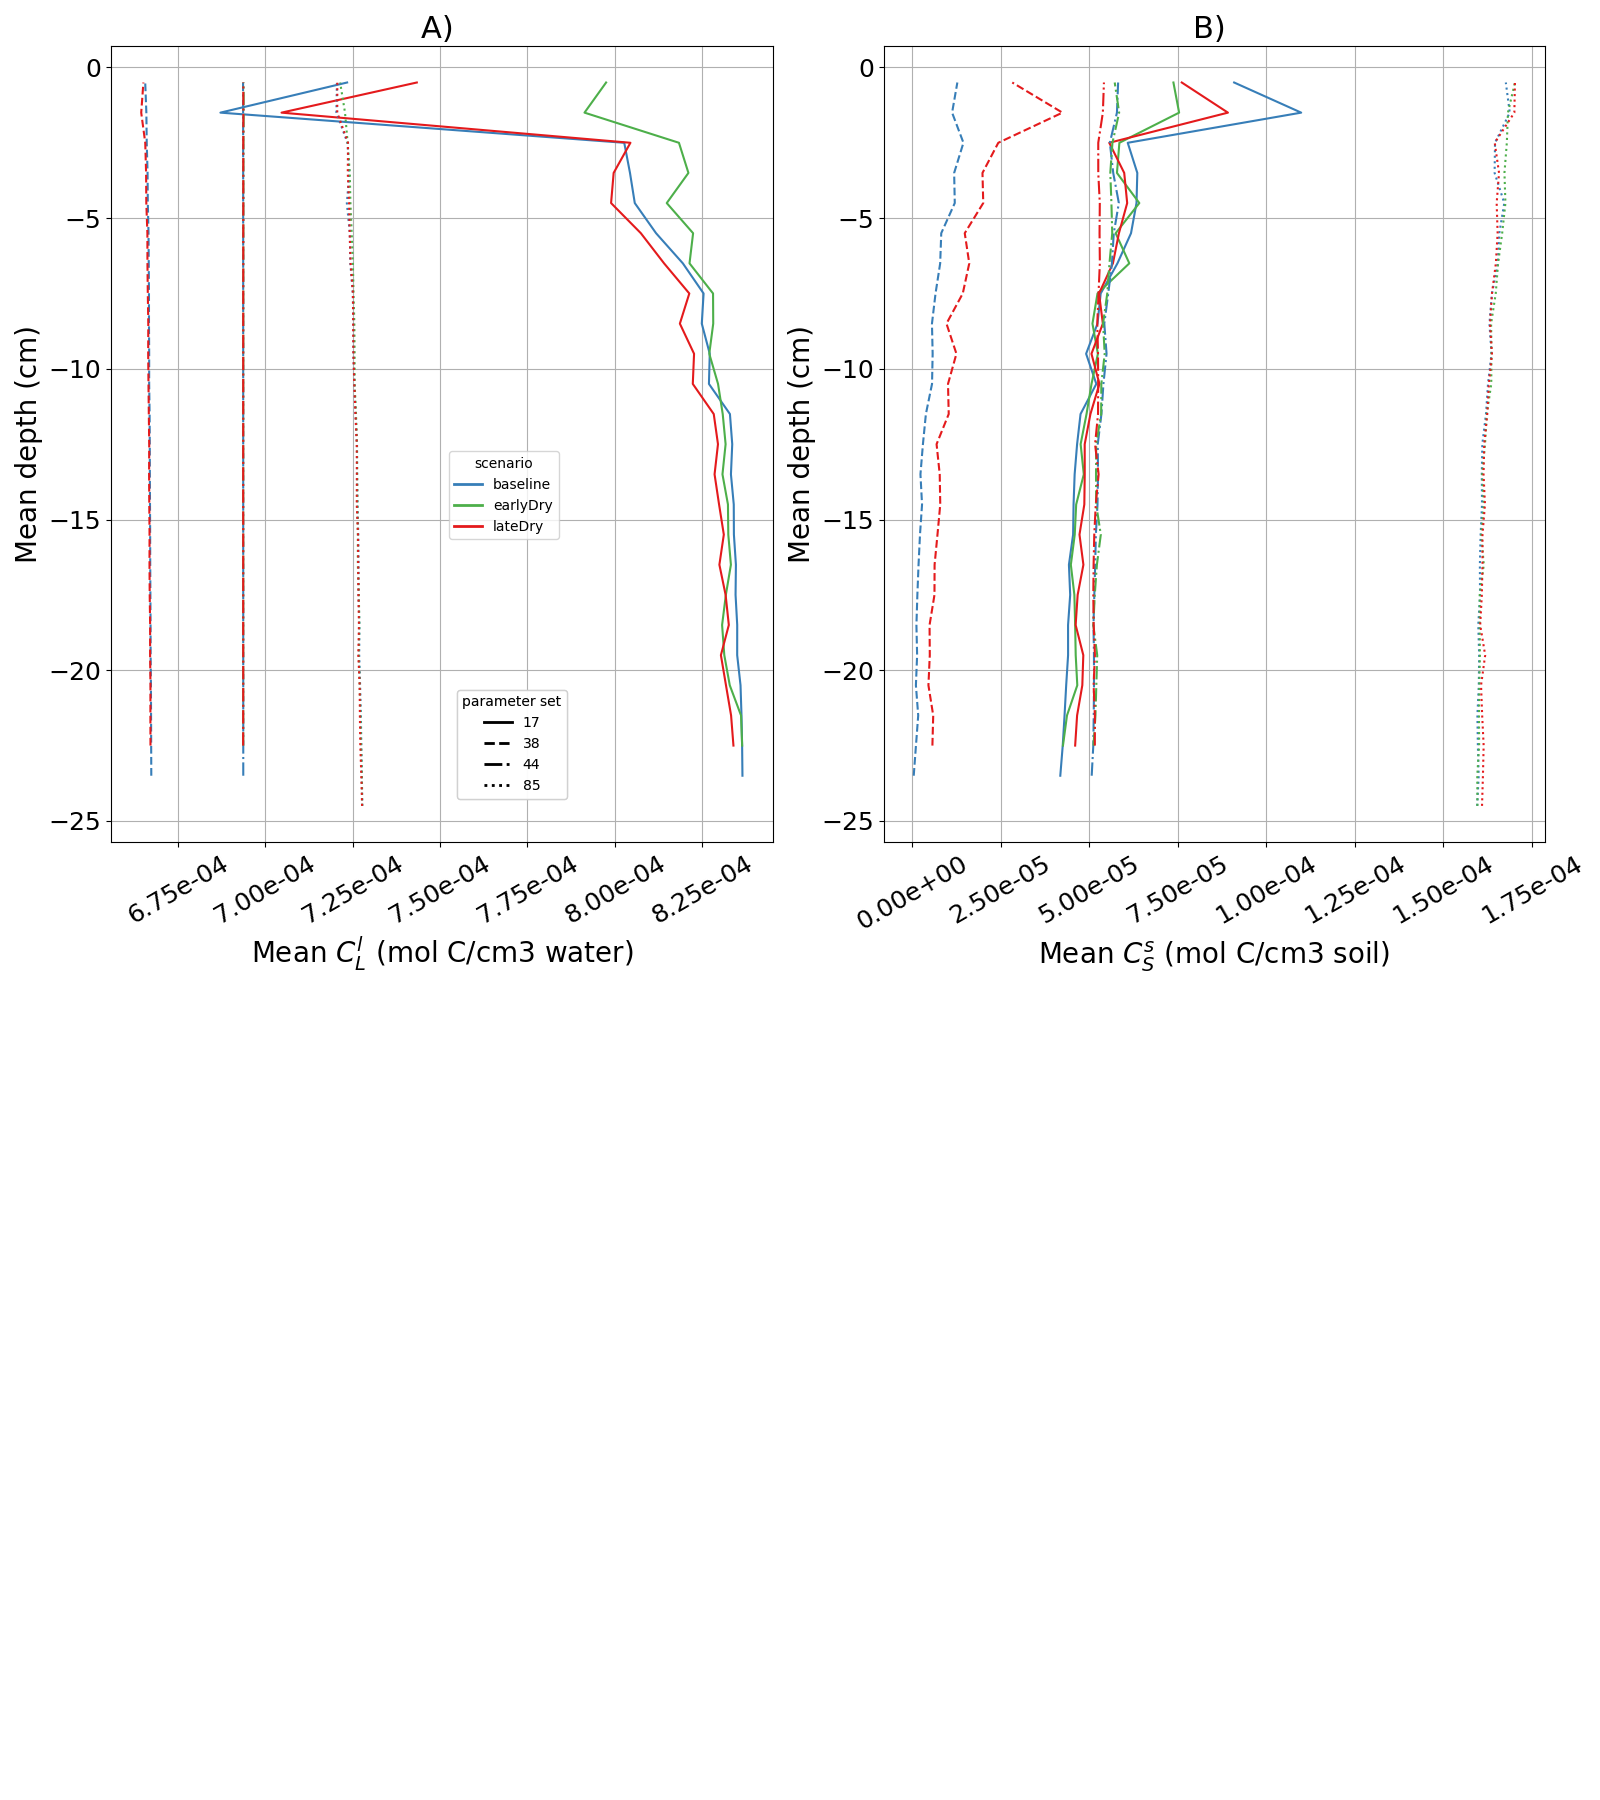 A)
0
−5
−10
−15
−20
−25
Mean depth (cm)
scenario
baseline
earlyDry
lateDry
parameter set
17
38
44
85
6.75e-04
7.00e-04
7.25e-04
7.50e-04
7.75e-04
8.00e-04
8.25e-04
Mean $C_L^l$ (mol C/cm3 water)
B)
0
−5
−10
−15
−20
−25
Mean depth (cm)
0.00e+00
2.50e-05
5.00e-05
7.50e-05
1.00e-04
1.25e-04
1.50e-04
1.75e-04
Mean $C_S^s$ (mol C/cm3 soil)